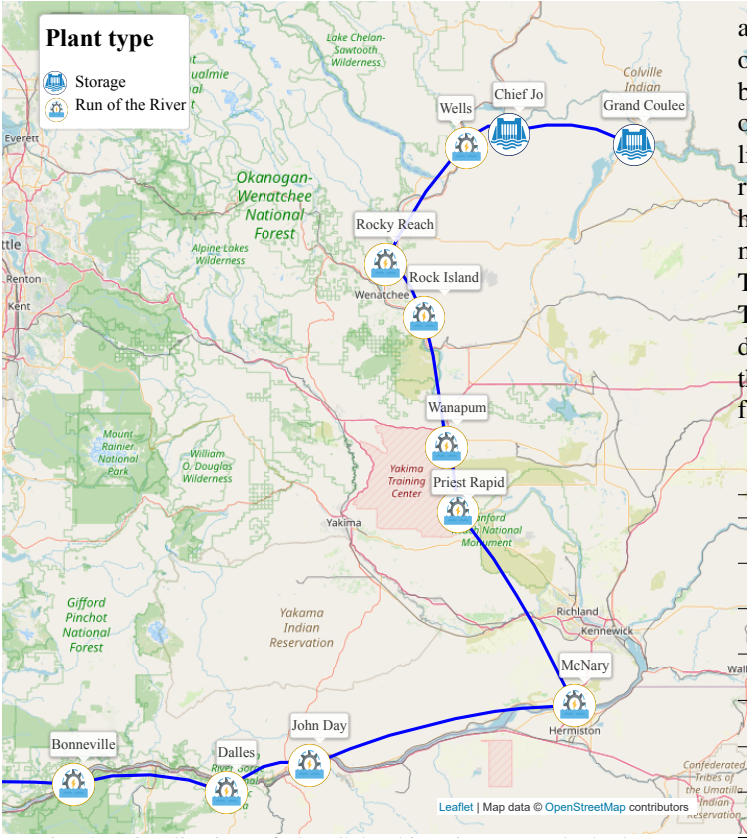 Plant type
Storage
Run of the River
Lake Chelan-
Sawtooth
Wilderness
Colville
Indian
Chief Jo
Grand Coulee
Wells
Everett
Okanogan-
Wenatchee
National
Forest
Rocky Reach
Alpine Lakes
Wilderness
Renton
Kent
Rock Island
Wenatchee
Wanapum
Mount
Rainier
National
Park
William
O. Douglas
Wilderness
Yakima
Training
Center
Priest Rapid
Yakima
National
Monument
Gifford
Pinchot
National
Forest
Yakama
Indian
Reservation
Richland
Kennewick
McNary
Hermiston
John Day
Dalles
Bonneville
Confederated
Tribes of
the Umatilla
Indian
Reservation
Leaflet | Map data © OpenStreetMap contributors